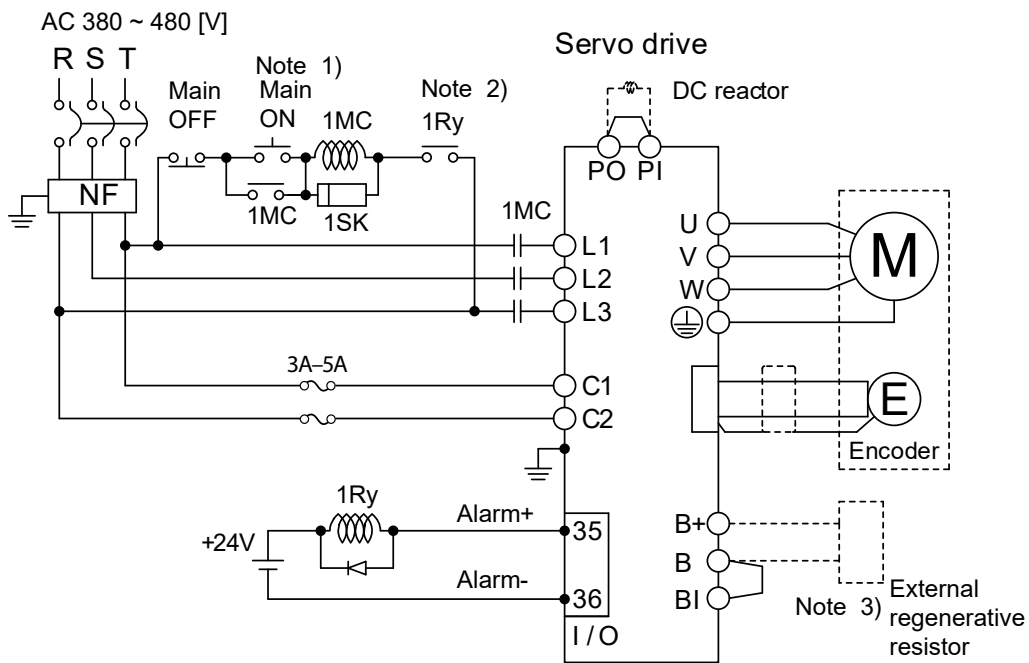 AC 380 ~ 480 [V]
R S T
Servo drive
Note 1)
Main
ON
Note 2)
Main
OFF
1MC
1Ry
DC reactor
PO PI
NF
1MC
1SK
1MC
L1
L2
L3
U
V
W
M
3A–5A
C1
C2
E
Encoder
1Ry
Alarm+
35
+24V
Alarm-
36
I / O
B+
B
BI
Note 3)
External
regenerative
resistor